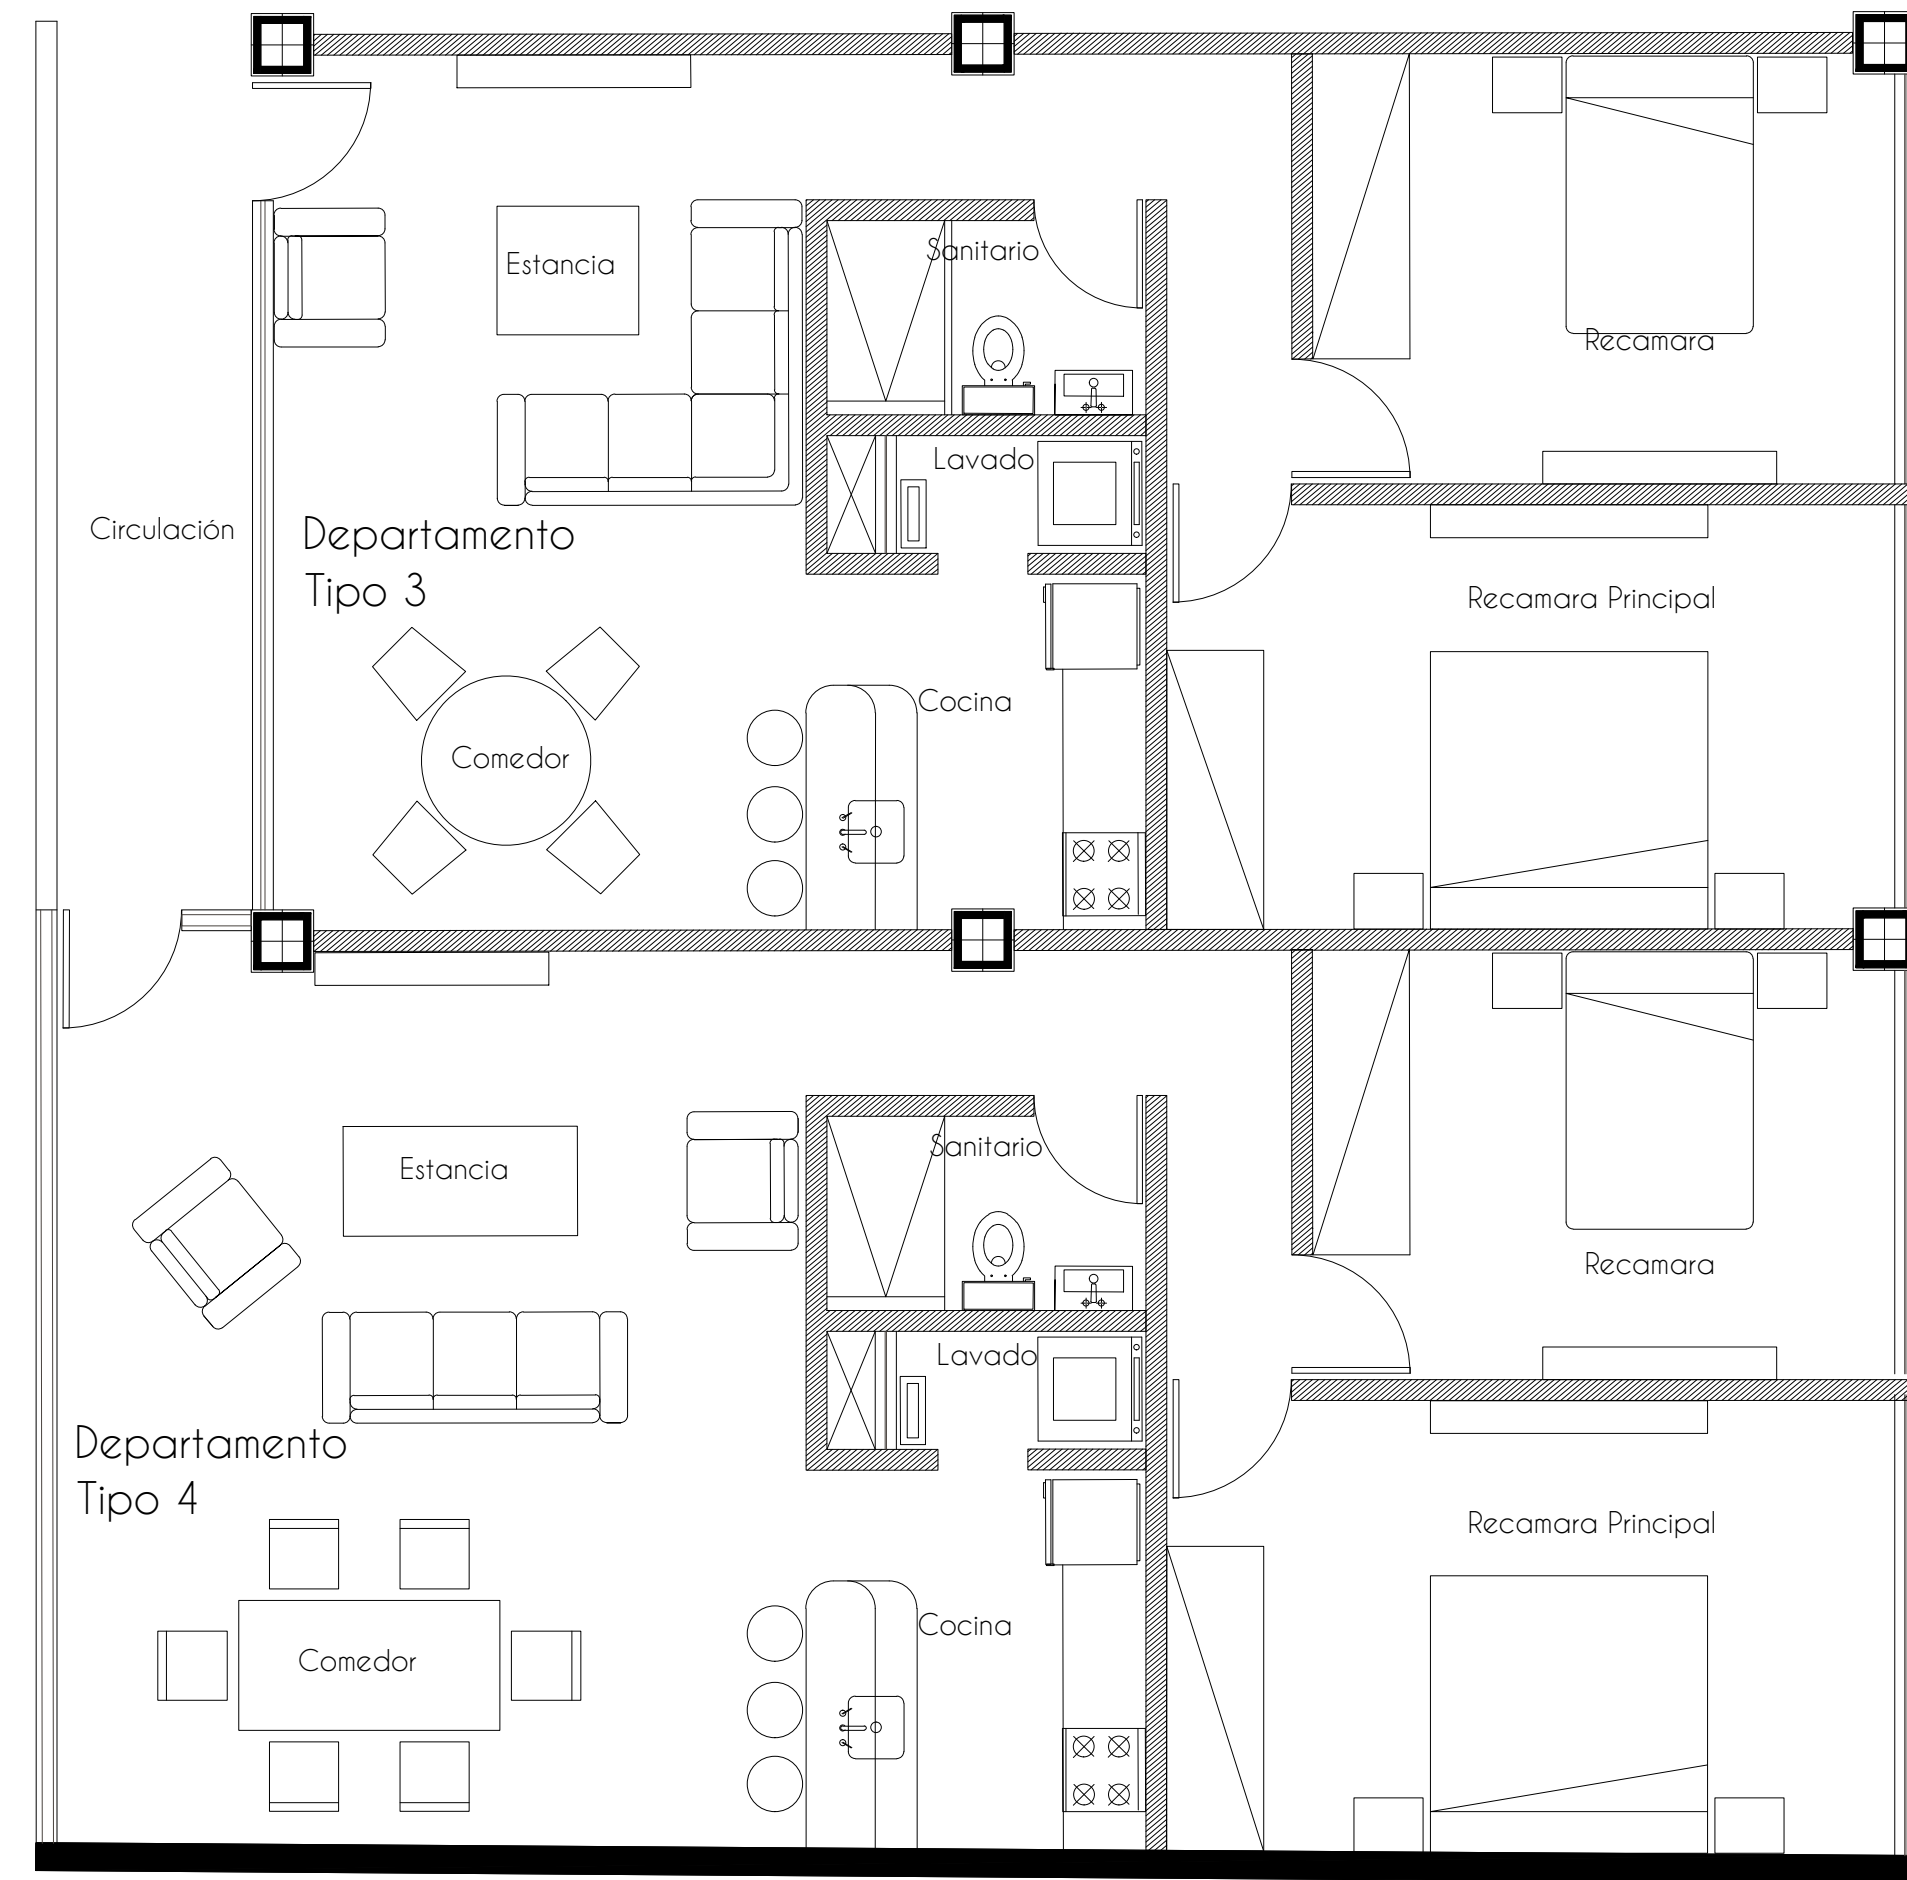 Sanitario
Estancia
Recamara
Lavado
Circulación
Departamento
Tipo 3
Recamara Principal
Cocina
Comedor
Sanitario
Estancia
Recamara
Lavado
Departamento
Tipo 4
Recamara Principal
Cocina
Comedor